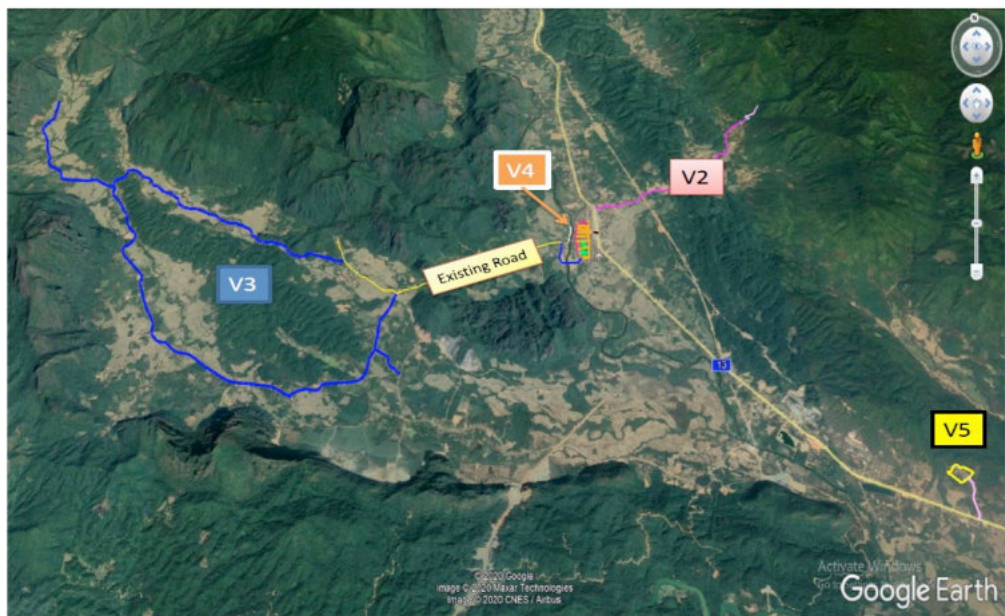 N
V4
V2
Existing Road
V3
13
V5
© 2020 Google
Image © 2020 Maxar Technologies
Image © 2020 CNES / Airbus
Activate Windows
Google Earth